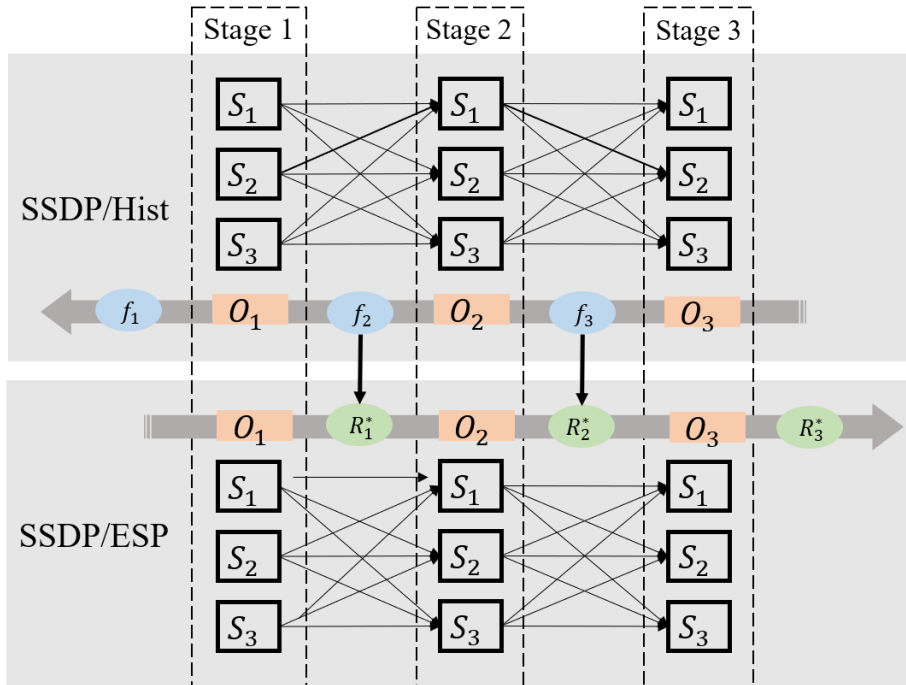 Stage 1 Stage 2 Stage 3
S₁ S₁ S₁
S₂ S₂ S₂
SSDP/Hist
S₃ S₃ S₃
f₁ O₁ f₂ O₂ f₃ O₃
O₁ R₁* O₂ R₂* O₃ R₃*
S₁ S₁ S₁
SSDP/ESP
S₂ S₂ S₂
S₃ S₃ S₃